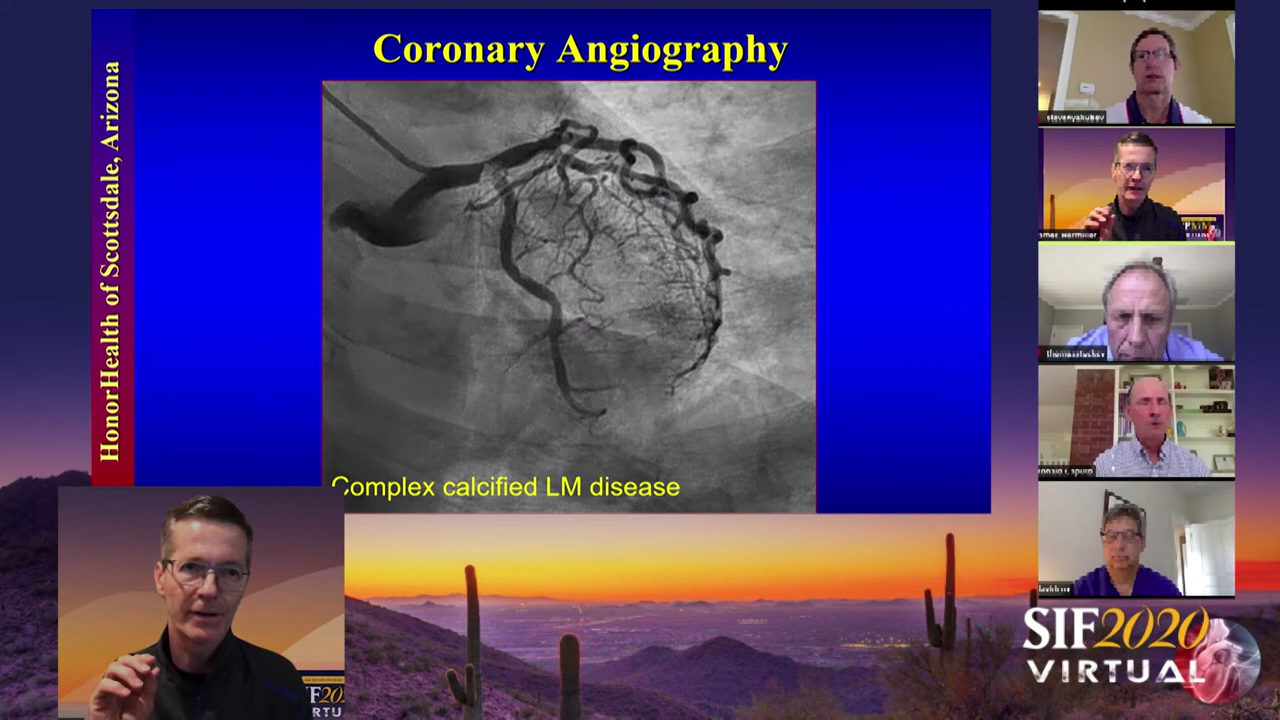 Coronary Angiography
HonorHealth of Scottsdale, Arizona
Complex calcified LM disease
SIF2020
VIRTUAL